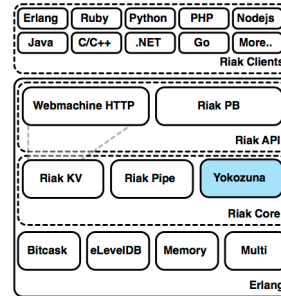 Erlang Ruby Python PHP Nodejs
Java C/C++ .NET Go More..
Riak Clients
Webmachine HTTP Riak PB
Riak API
Riak KV Riak Pipe Yokozuna
Riak Core
Bitcask eLevelDB Memory Multi
Erlang